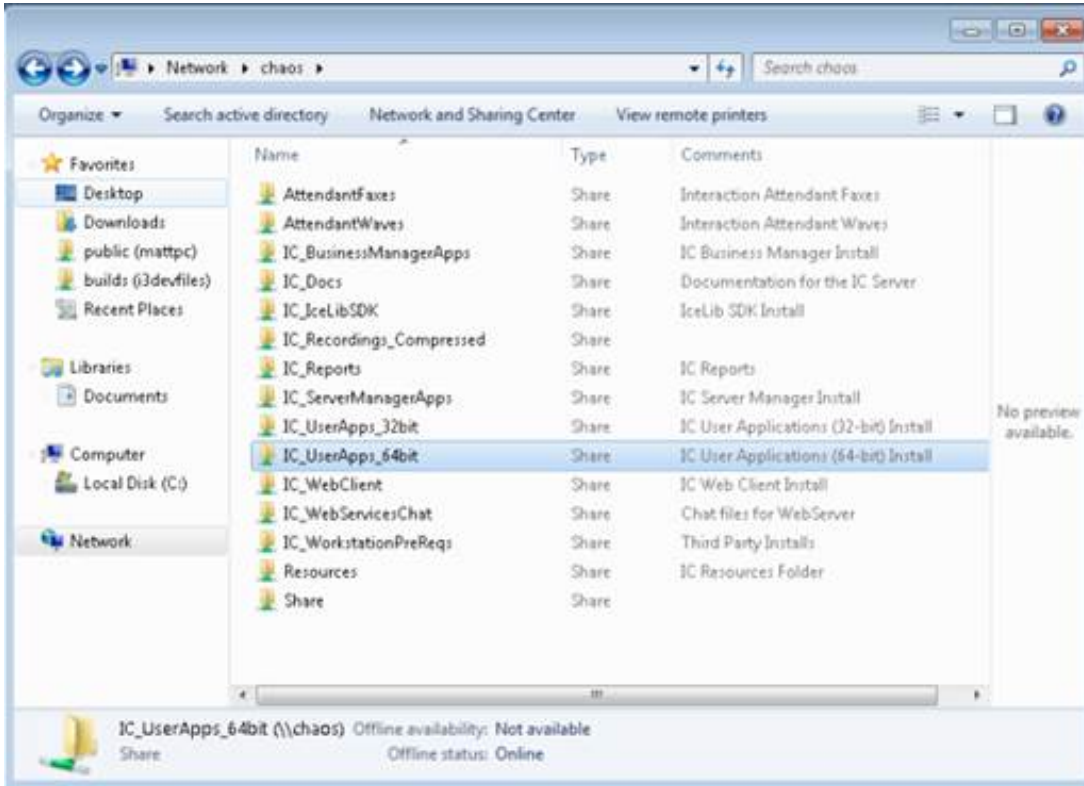 Network ▸ chaos ▸
Search chaos
Organize Search active directory Network and Sharing Center View remote printers
Favorites
Desktop
Downloads
public (mattpc)
builds (i3devfiles)
Recent Places
Libraries
Documents
Computer
Local Disk (C:)
Network
Name Type Comments
AttendantFaxes Share Interaction Attendant Faxes
AttendantWaves Share Interaction Attendant Waves
IC_BusinessManagerApps Share IC Business Manager Install
IC_Docs Share Documentation for the IC Server
IC_IceLibSDK Share IceLib SDK Install
IC_Recordings_Compressed Share
IC_Reports Share IC Reports
IC_ServerManagerApps Share IC Server Manager Install
IC_UserApps_32bit Share IC User Applications (32-bit) Install
IC_UserApps_64bit Share IC User Applications (64-bit) Install
IC_WebClient Share IC Web Client Install
IC_WebServicesChat Share Chat files for WebServer
IC_WorkstationPreReqs Share Third Party Installs
Resources Share IC Resources Folder
Share Share
No preview
available.
IC_UserApps_64bit (\\chaos) Offline availability: Not available
Share Offline status: Online